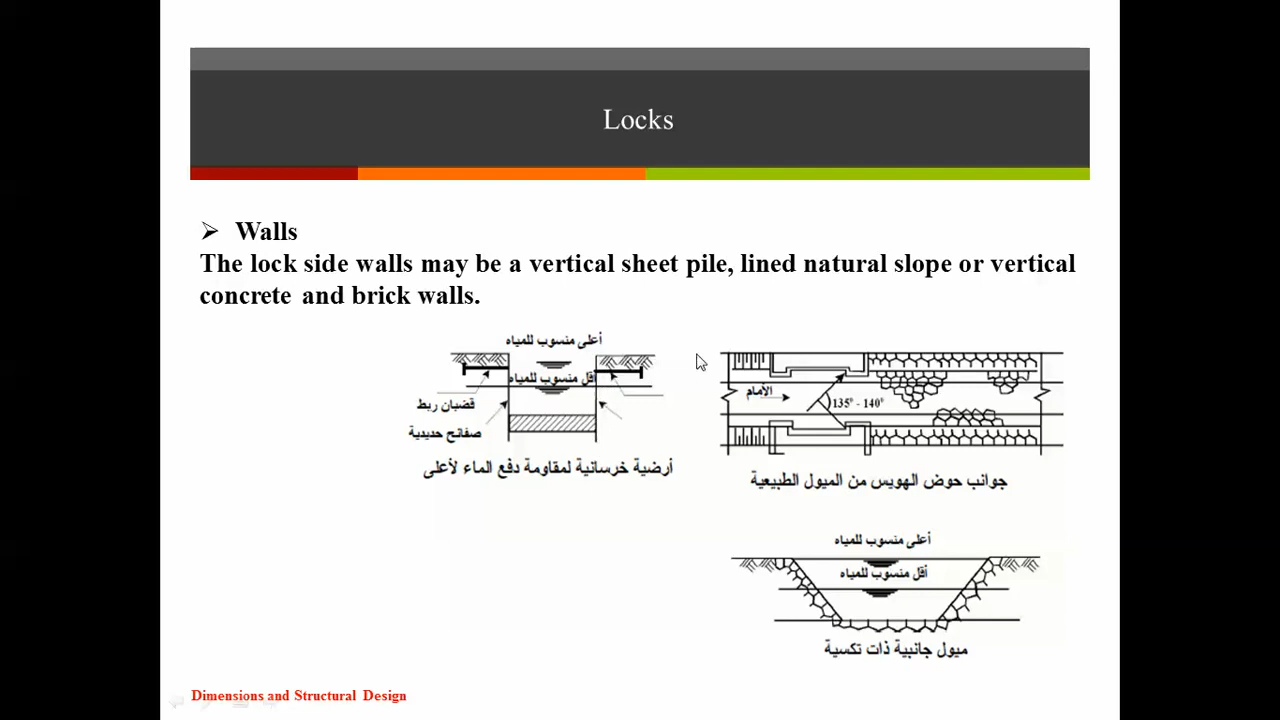 Locks
➢ Walls
The lock side walls may be a vertical sheet pile, lined natural slope or vertical
concrete and brick walls.
أعلى منسوب للمياه
أقل منسوب للمياه
قضبان ربط
صفائح حديدية
أرضية خرسانية لمقاومة دفع الماء لأعلى
الأمام
135⁰ - 140⁰
جوانب حوض الهويس من الميول الطبيعية
أعلى منسوب للمياه
أقل منسوب للمياه
ميول جانبية ذات تكسية
Dimensions and Structural Design